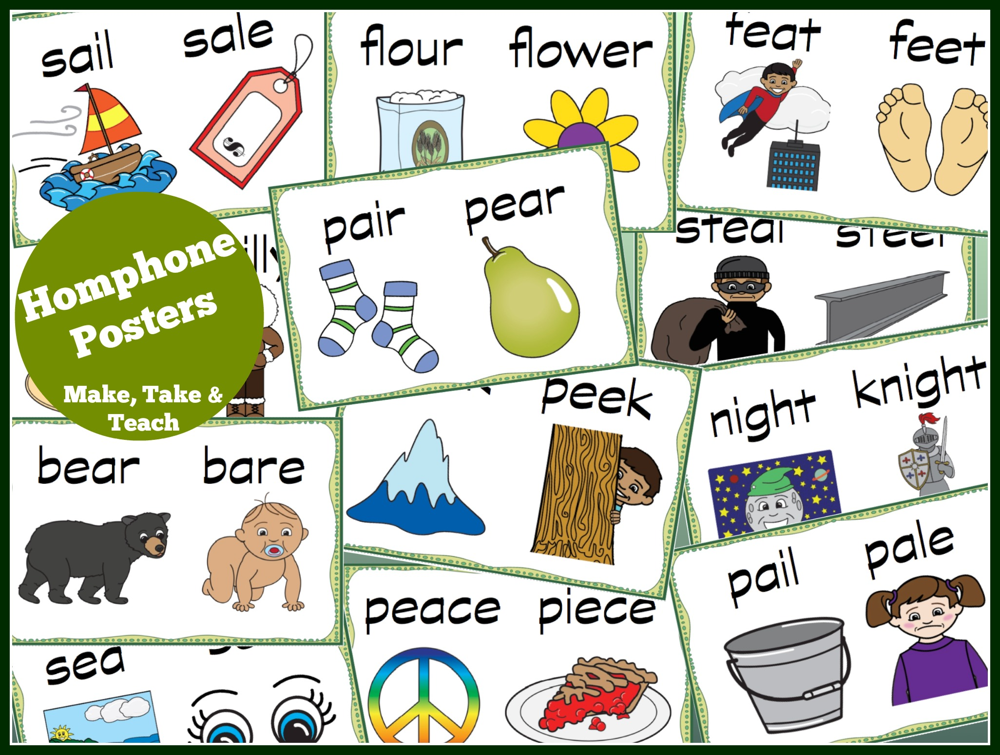 sail sale
flour flower
feat feet
pair pear
steal steel
Homphone
Posters
Make, Take &
Teach
peek
night knight
bear bare
pail pale
peace piece
sea
$